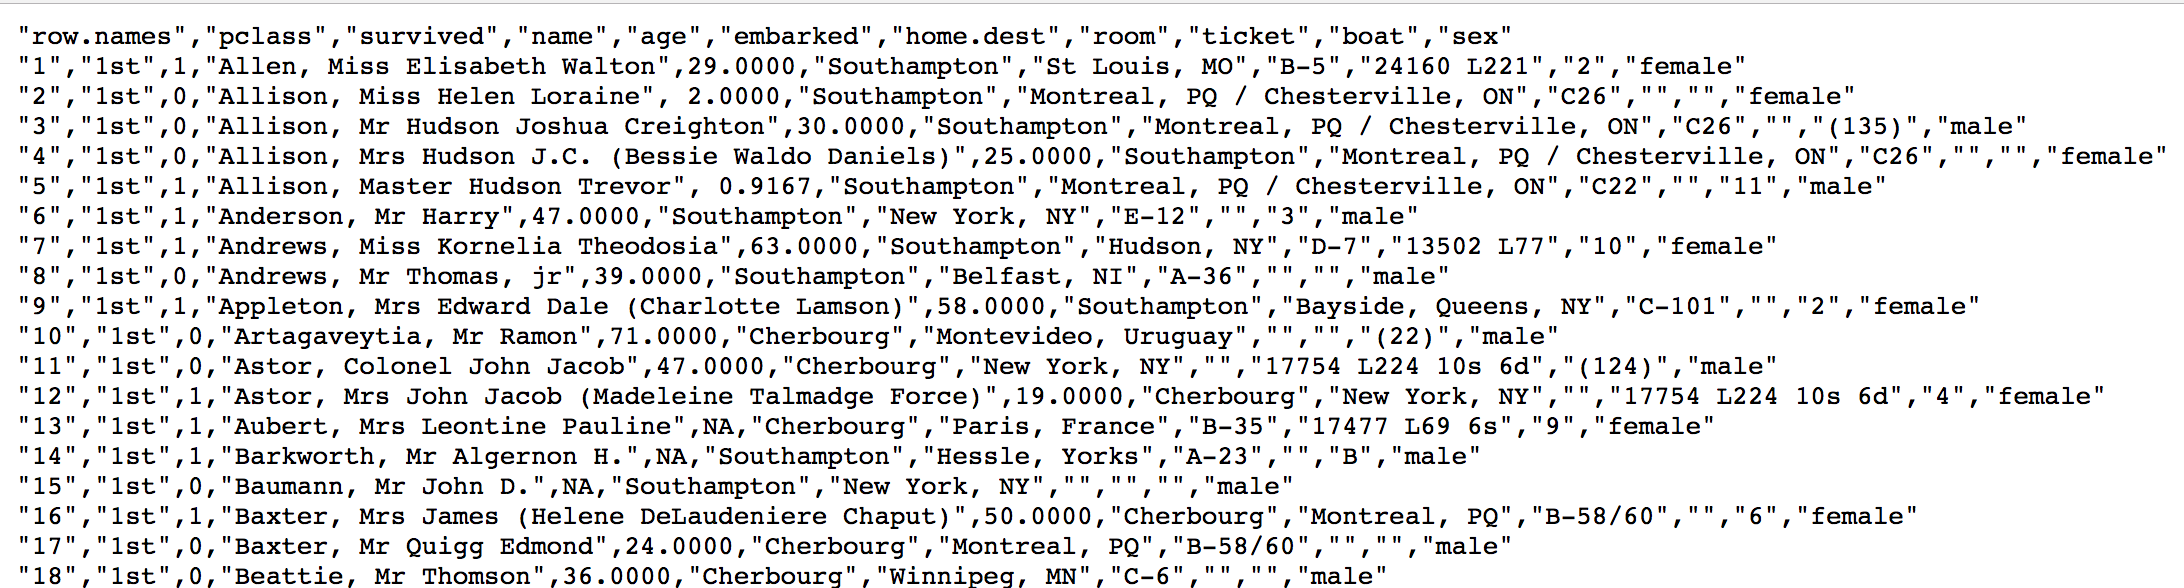 "row.names","pclass","survived","name","age","embarked","home.dest","room","ticket","boat","sex"
"1","1st",1,"Allen, Miss Elisabeth Walton",29.0000,"Southampton","St Louis, MO","B-5","24160 L221","2","female"
"2","1st",0,"Allison, Miss Helen Loraine", 2.0000,"Southampton","Montreal, PQ / Chesterville, ON","C26","","","female"
"3","1st",0,"Allison, Mr Hudson Joshua Creighton",30.0000,"Southampton","Montreal, PQ / Chesterville, ON","C26","","(135)","male"
"4","1st",0,"Allison, Mrs Hudson J.C. (Bessie Waldo Daniels)",25.0000,"Southampton","Montreal, PQ / Chesterville, ON","C26","","","female"
"5","1st",1,"Allison, Master Hudson Trevor", 0.9167,"Southampton","Montreal, PQ / Chesterville, ON","C22","","11","male"
"6","1st",1,"Anderson, Mr Harry",47.0000,"Southampton","New York, NY","E-12","","3","male"
"7","1st",1,"Andrews, Miss Kornelia Theodosia",63.0000,"Southampton","Hudson, NY","D-7","13502 L77","10","female"
"8","1st",0,"Andrews, Mr Thomas, jr",39.0000,"Southampton","Belfast, NI","A-36","","","male"
"9","1st",1,"Appleton, Mrs Edward Dale (Charlotte Lamson)",58.0000,"Southampton","Bayside, Queens, NY","C-101","","2","female"
"10","1st",0,"Artagaveytia, Mr Ramon",71.0000,"Cherbourg","Montevideo, Uruguay","","","(22)","male"
"11","1st",0,"Astor, Colonel John Jacob",47.0000,"Cherbourg","New York, NY","","17754 L224 10s 6d","(124)","male"
"12","1st",1,"Astor, Mrs John Jacob (Madeleine Talmadge Force)",19.0000,"Cherbourg","New York, NY","","17754 L224 10s 6d","4","female"
"13","1st",1,"Aubert, Mrs Leontine Pauline",NA,"Cherbourg","Paris, France","B-35","17477 L69 6s","9","female"
"14","1st",1,"Barkworth, Mr Algernon H.",NA,"Southampton","Hessle, Yorks","A-23","","B","male"
"15","1st",0,"Baumann, Mr John D.",NA,"Southampton","New York, NY","","","","male"
"16","1st",1,"Baxter, Mrs James (Helene DeLaudeniere Chaput)",50.0000,"Cherbourg","Montreal, PQ","B-58/60","","6","female"
"17","1st",0,"Baxter, Mr Quigg Edmond",24.0000,"Cherbourg","Montreal, PQ","B-58/60","","","male"
"18","1st",0,"Beattie, Mr Thomson",36.0000,"Cherbourg","Winnipeg, MN","C-6","","","male"